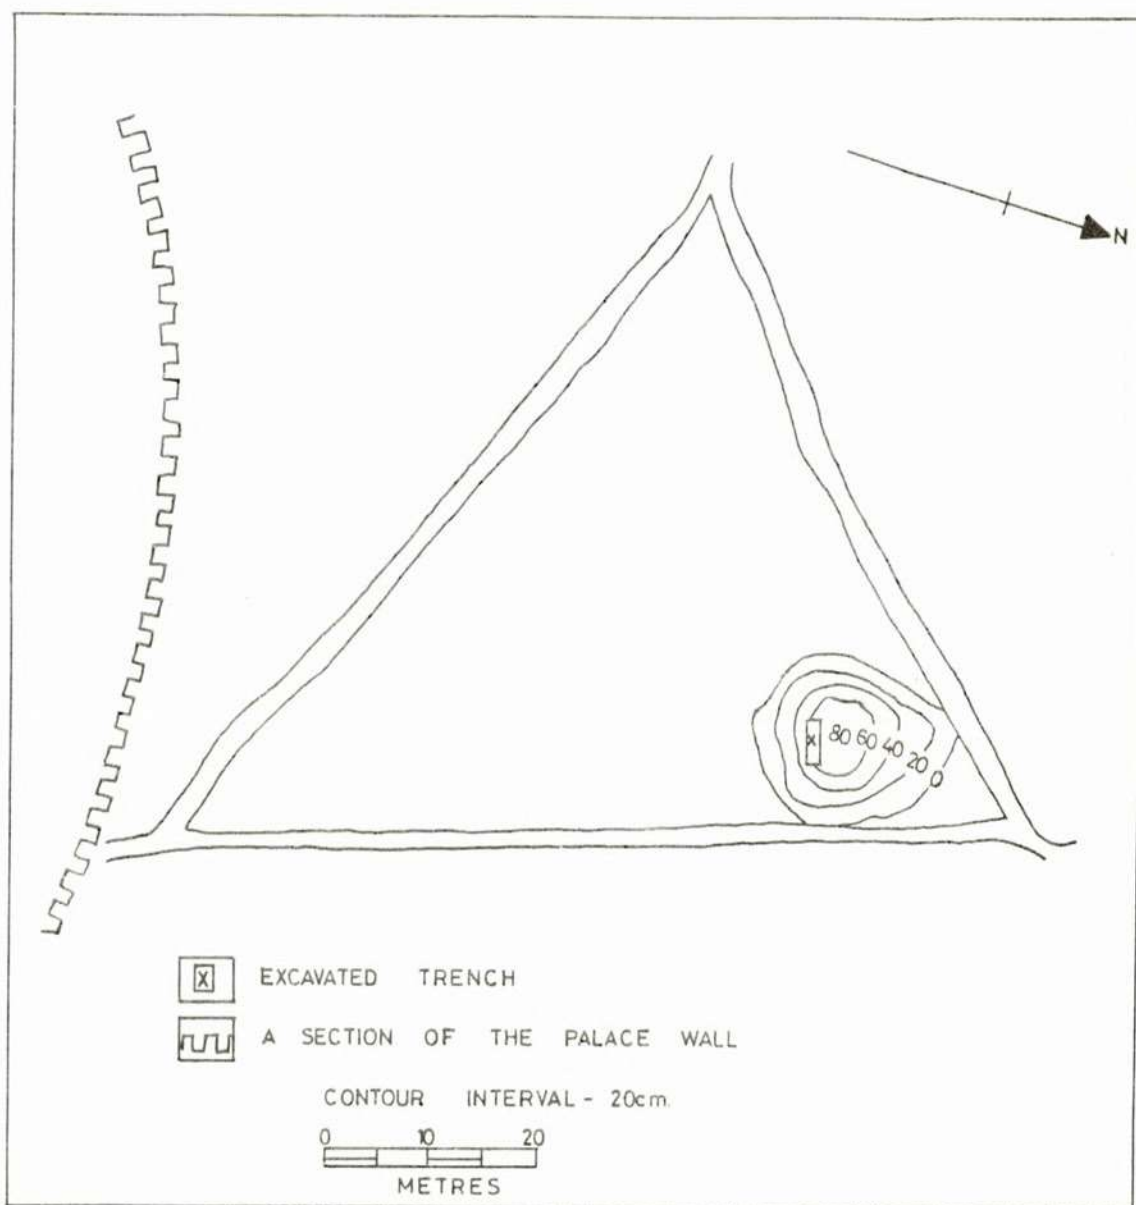 N
80 60 40 20 0
x
X EXCAVATED TRENCH
A SECTION OF THE PALACE WALL
CONTOUR INTERVAL - 20cm.
0 10 20
METRES